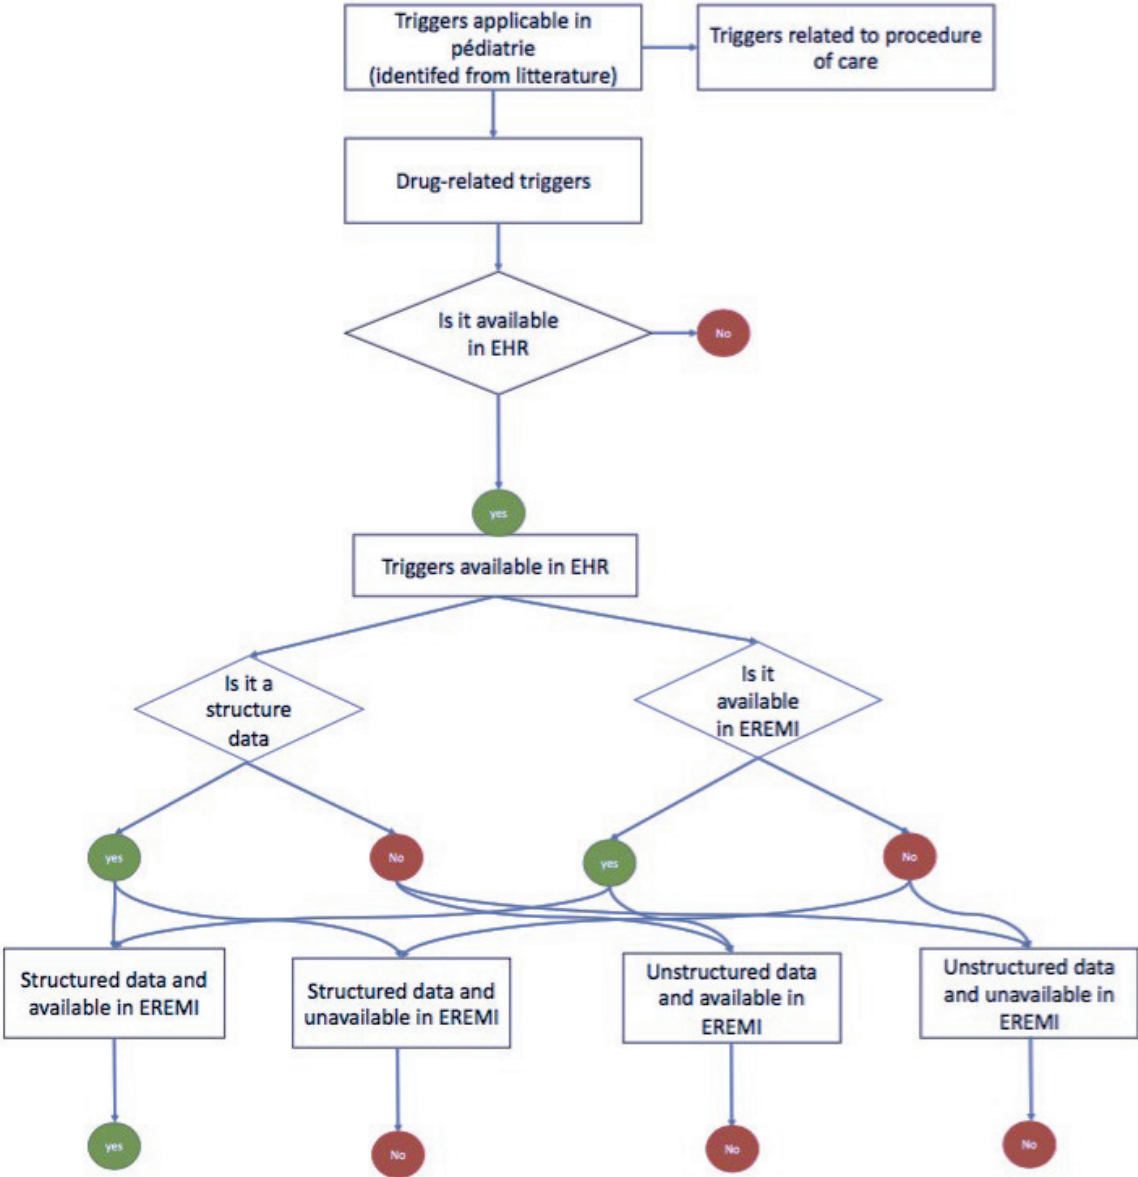 Triggers applicable in
pédiatrie
(identifed from litterature)
Triggers related to procedure
of care
Drug-related triggers
Is it available
in EHR
No
yes
Triggers available in EHR
Is it a
structure
data
Is it
available
in EREMI
yes
No
yes
No
Structured data and
available in EREMI
Structured data and
unavailable in EREMI
Unstructured data
and available in
EREMI
Unstructured data
and unavailable in
EREMI
yes
No
No
No